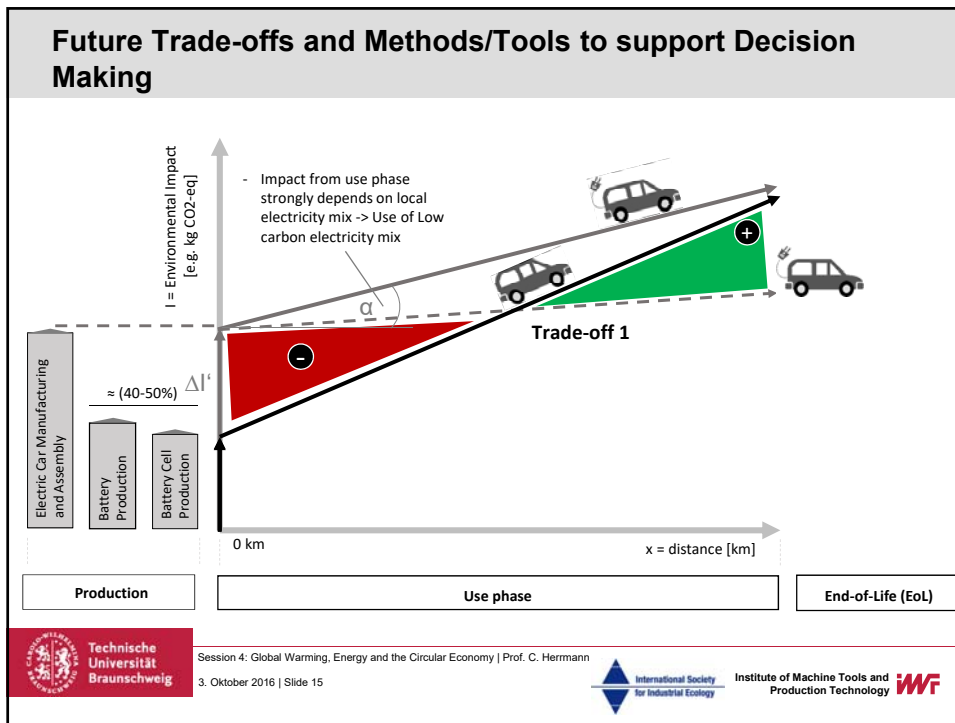 Future Trade-offs and Methods/Tools to support Decision
Making
I = Environmental Impact
[e.g. kg CO2-eq]
- Impact from use phase
strongly depends on local
electricity mix -> Use of Low
carbon electricity mix
α
+
-
Trade-off 1
ΔI‘
≈ (40-50%)
Electric Car Manufacturing
and Assembly
Battery
Production
Battery Cell
Production
0 km
x = distance [km]
Production
Use phase
End-of-Life (EoL)
CAROLO-WILHELMINA
Technische
Universität
Braunschweig
Session 4: Global Warming, Energy and the Circular Economy | Prof. C. Herrmann
3. Oktober 2016 | Slide 15
International Society
for Industrial Ecology
Institute of Machine Tools and
Production Technology
iWF